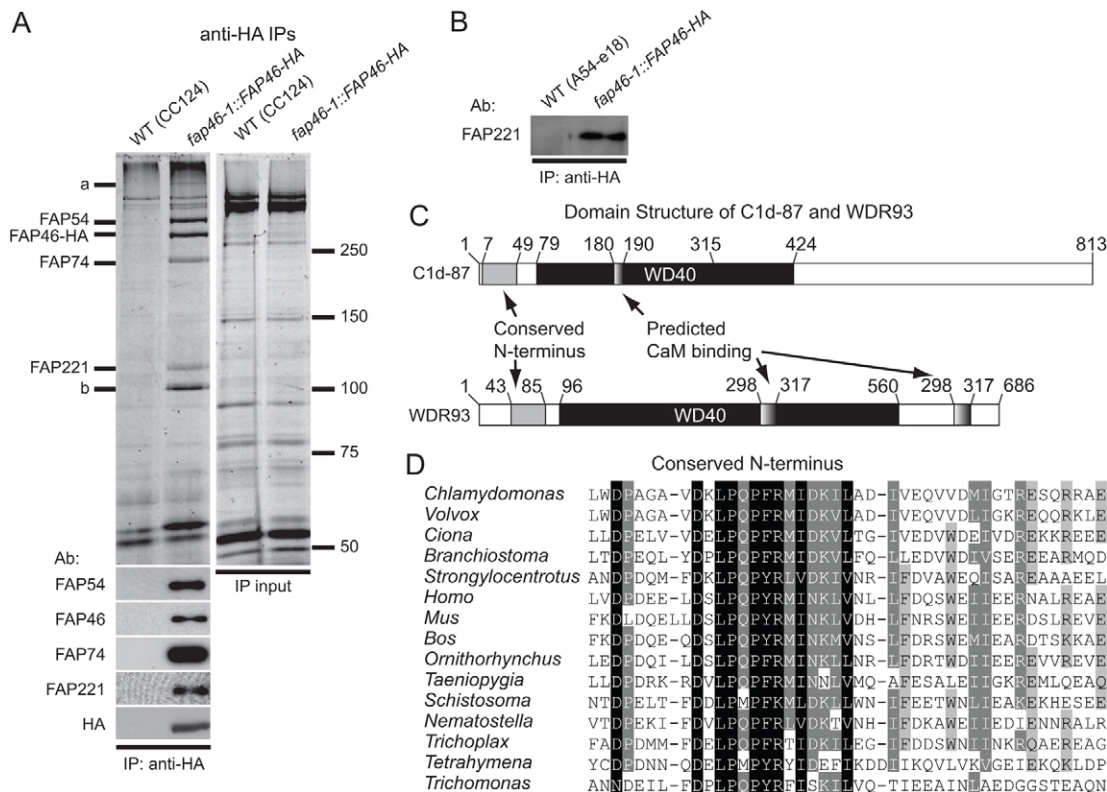 A
anti-HA IPs
WT (CC124)
fap46-1::FAP46-HA
WT (CC124)
fap46-1::FAP46-HA
a
FAP54
FAP46-HA
FAP74
FAP221
b
250
150
100
75
50
IP input
Ab:
FAP54
FAP46
FAP74
FAP221
HA
IP: anti-HA
B
WT (A54-e18)
fap46-1::FAP46-HA
Ab:
FAP221
IP: anti-HA
C
Domain Structure of C1d-87 and WDR93
1 7 49 79 180 190 315 424 813
C1d-87 WD40
Conserved N-terminus
Predicted CaM binding
1 43 85 96 298 317 560 298 317 686
WDR93 WD40
D
Conserved N-terminus
Chlamydomonas LWDPAGA-VDKLPQPFRMIDKILAD-IVEQVVDMIGTRESQRRAE
Volvox LWDPAGA-VDKLPQPFRMIDKVLAD-IVEQVVDLIGKREQQRKLE
Ciona LLDPELV-VDELPQPFRMIDKVLTG-IVEDVWDEIVDREKKREEE
Branchiostoma LTDPEQL-YDPLPQPFRMIDKVLFQ-LLEDVWDLIVSEREEARMQD
Strongylocentrotus ANDPDQM-FDKLPQPYRLVDKIVNR-IFDVAWEQISAREAAAEEL
Homo LVDPDEE-LDSLPQPYRMINKLVNL-LFDQSWEIIEERNALREAE
Mus FKDLDQELLDSLPQPYRMINKLVDH-LFNRSWEIIEERDSLREVE
Bos FKDPDQE-QDSLPQPYRMINKMVNS-LFDRSWEMIEARDTSKKAE
Ornithorhynchus LEDPDQI-LDSLPQPYRMINKLLNR-LFDRTWDIIEEREVVREVE
Taeniopygia LLDPDRK-RDVLPQPYRMINNLVMQ-AFESALEIIGKREMLQEAQ
Schistosoma NTDPELT-FDDLPMPFKMLDKLLWN-IFEETWNLIEAKEKHESEE
Nematostella VTDPEKI-FDVLPQPFRLVDKTVNH-IFDKAWEIIEDIENNRALR
Trichoplax FADPDMMF-FDELPQPFRTIDKILEG-IFDDSWNIINKRQAEREAG
Tetrahymena YCDPDNN-QDELPMPYRYIDEFIKDDIIKQVLVKVGEIEKQKLDP
Trichomonas ANNDEIL-FDPLPQPYRFISKILVQ-TIEEAINLAEDGGSTEAQN